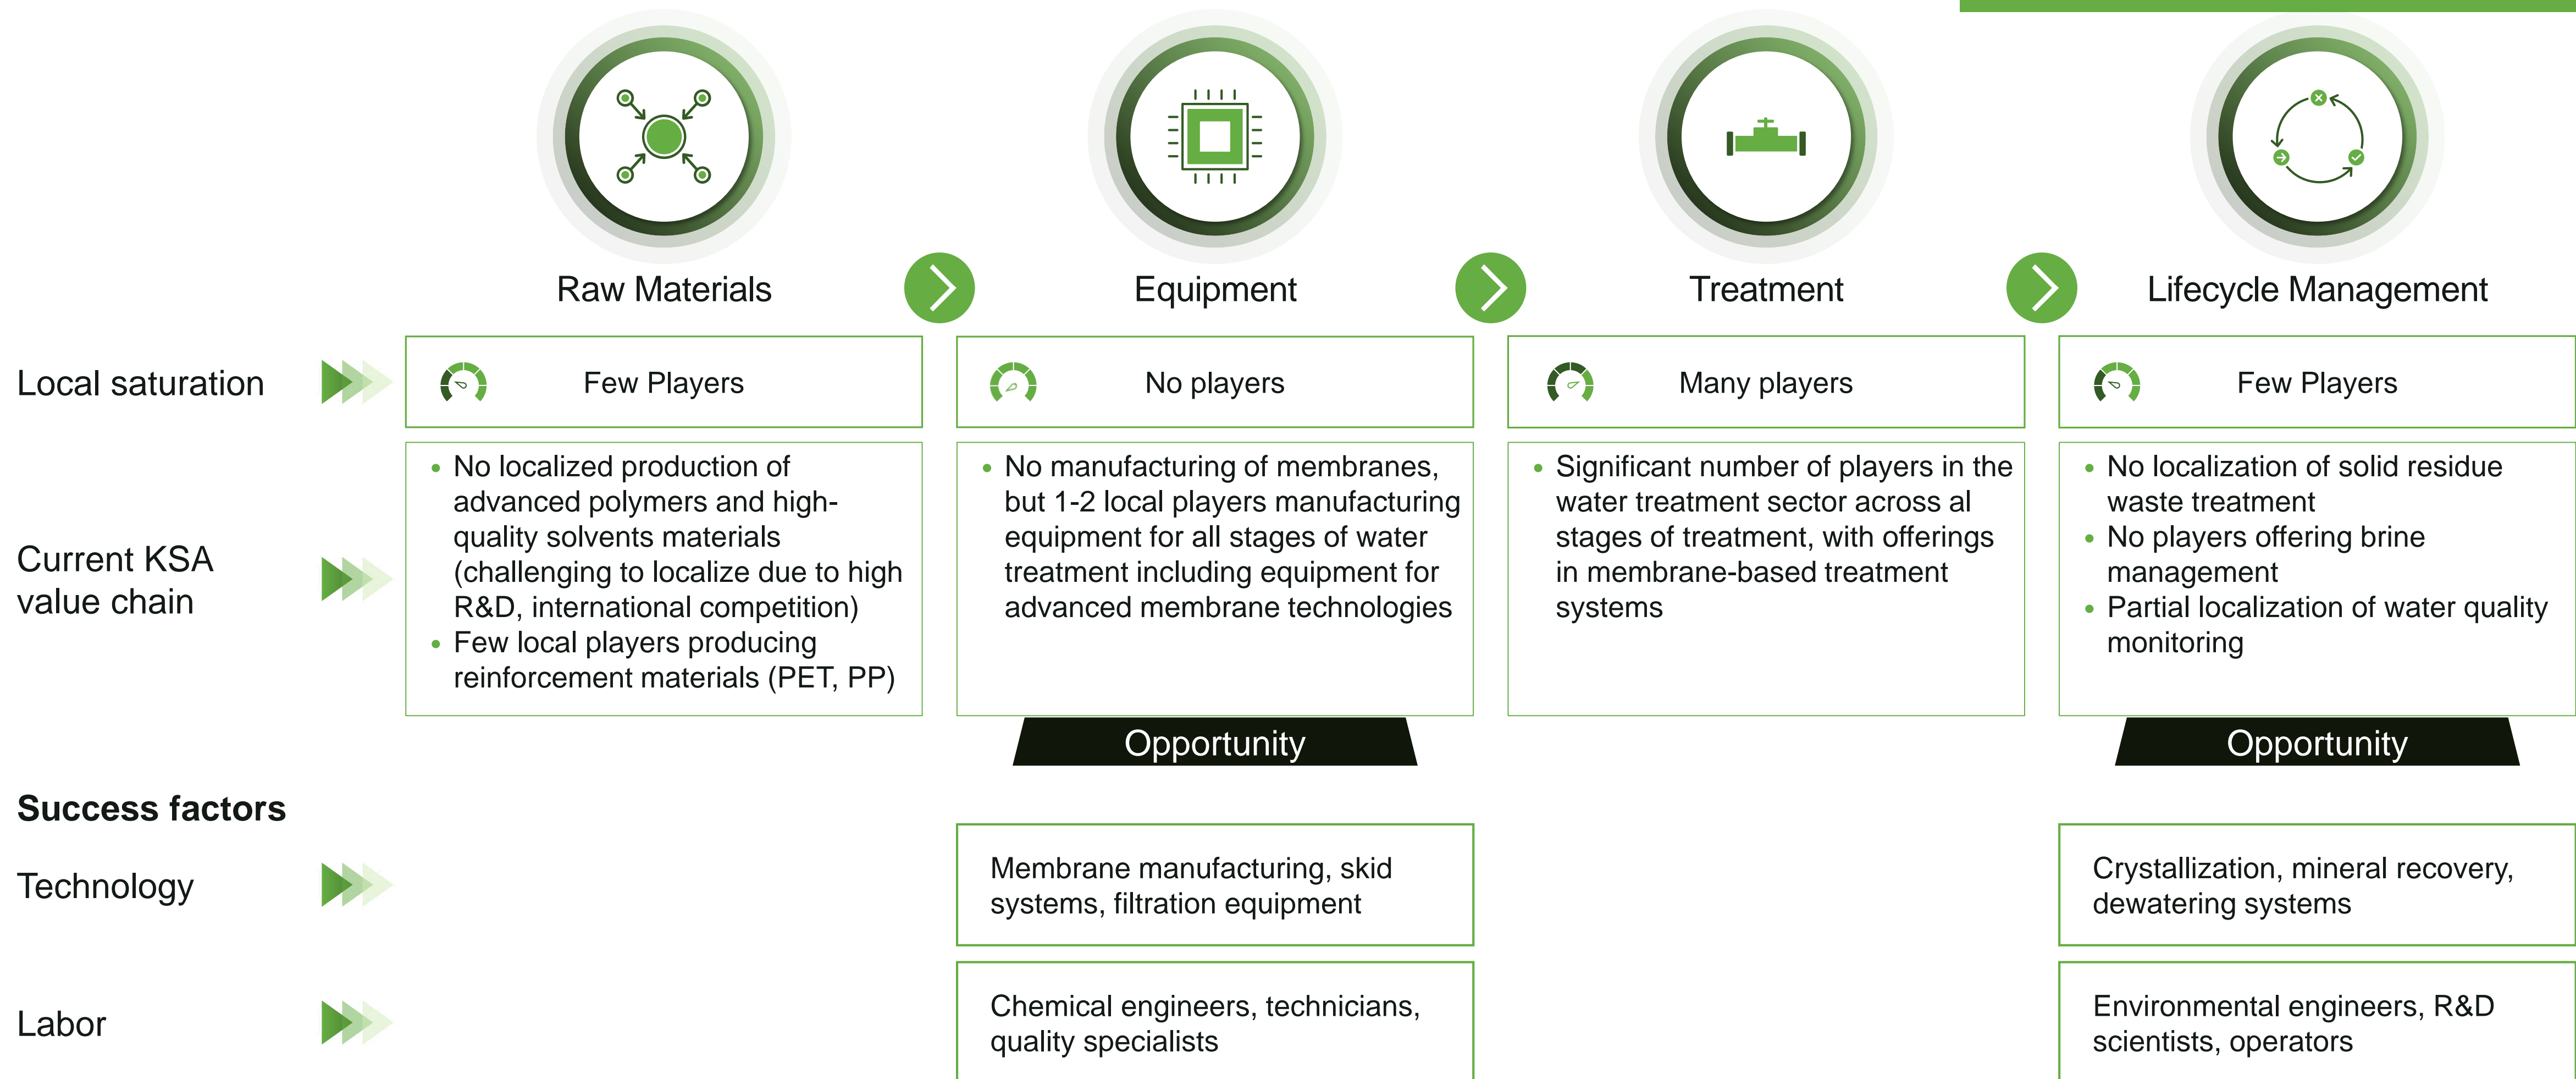 Raw Materials
Equipment
Treatment
Lifecycle Management
Local saturation
Few Players
No players
Many players
Few Players
Current KSA
value chain
• No localized production of
advanced polymers and high-
quality solvents materials
(challenging to localize due to high
R&D, international competition)
• Few local players producing
reinforcement materials (PET, PP)
• No manufacturing of membranes,
but 1-2 local players manufacturing
equipment for all stages of water
treatment including equipment for
advanced membrane technologies
• Significant number of players in the
water treatment sector across al
stages of treatment, with offerings
in membrane-based treatment
systems
• No localization of solid residue
waste treatment
• No players offering brine
management
• Partial localization of water quality
monitoring
Opportunity
Opportunity
Success factors
Technology
Membrane manufacturing, skid
systems, filtration equipment
Crystallization, mineral recovery,
dewatering systems
Labor
Chemical engineers, technicians,
quality specialists
Environmental engineers, R&D
scientists, operators